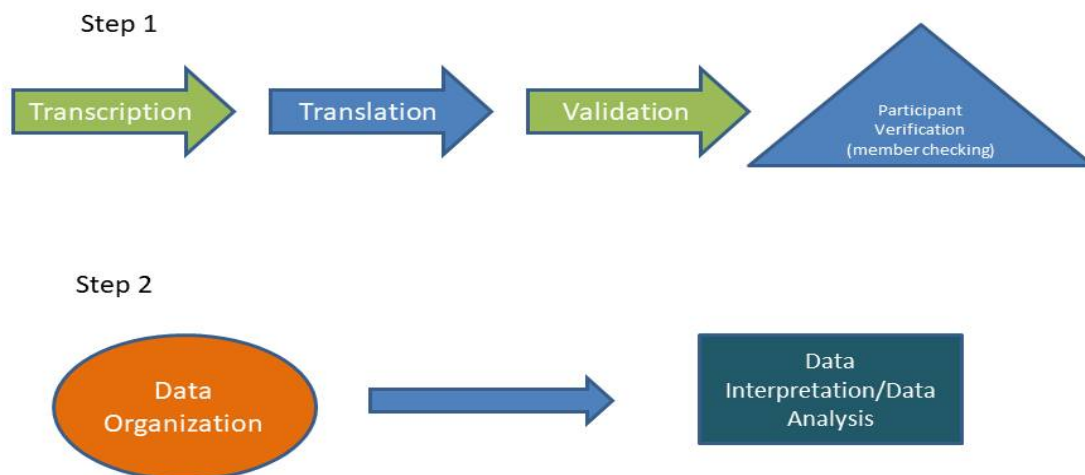 Step 1
Transcription
Translation
Validation
Participant
Verification
(member checking)
Step 2
Data
Organization
Data
Interpretation/Data
Analysis